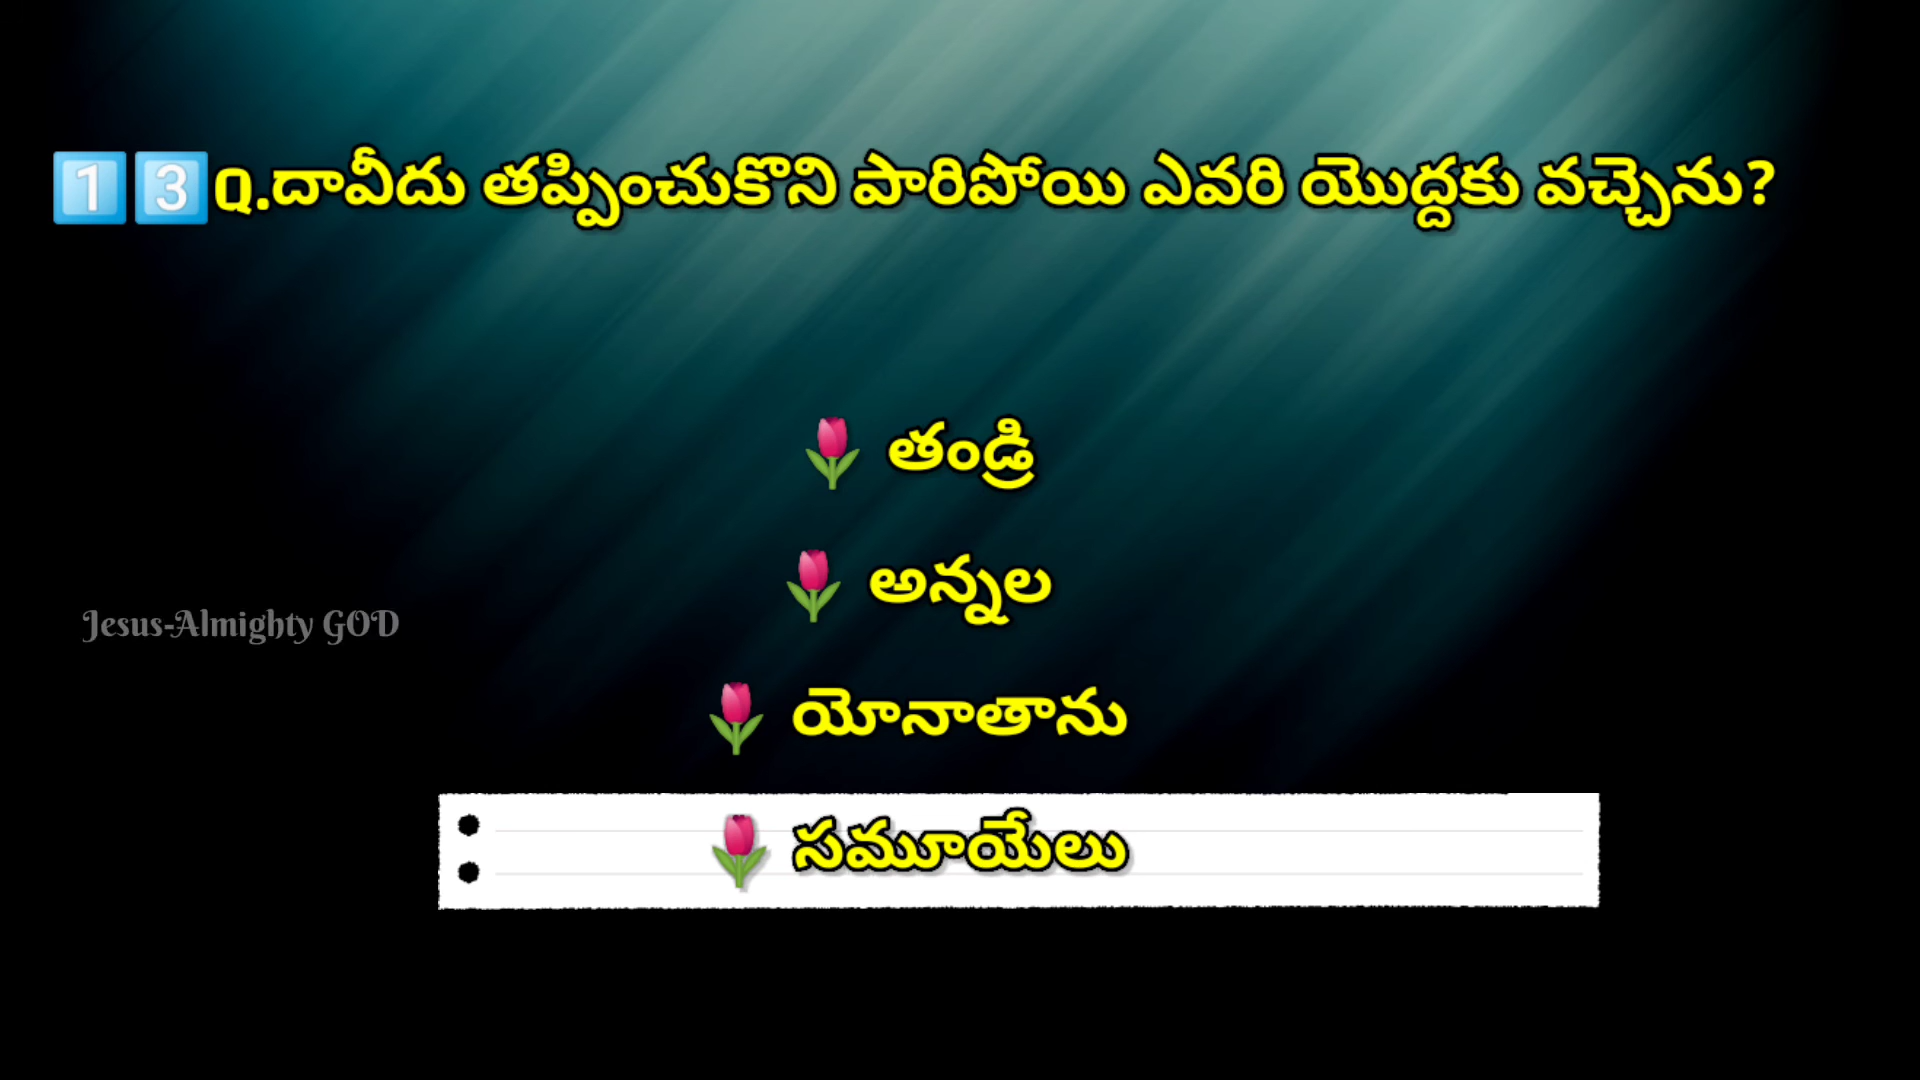 1️⃣3️⃣Q.దావీదు తప్పించుకొని పారిపోయి ఎవరి యొద్దకు వచ్చెను?
🌷 తండ్రి
🌷 అన్నల
Jesus-Almighty GOD
🌷 యోనాతాను
🌷 సమూయేలు